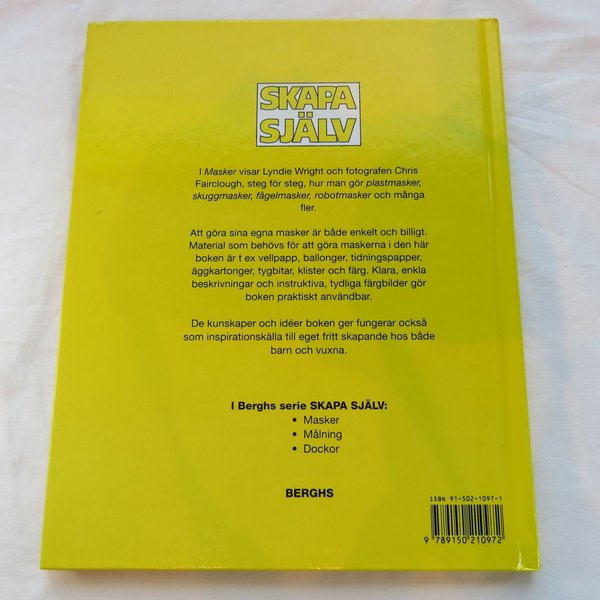 SKAPA
SJÄLV
I Masker visar Lyndie Wright och fotografen Chris
Fairclough, steg för steg, hur man gör plastmasker,
skuggmasker, fågelmasker, robotmasker och många
fler.
Att göra sina egna masker är både enkelt och billigt.
Material som behövs för att göra maskerna i den här
boken är t ex vellpapp, ballonger, tidningspapper,
äggkartonger, tygbitar, klister och färg. Klara, enkla
beskrivningar och instruktiva, tydliga färgbilder gör
boken praktiskt användbar.
De kunskaper och idéer boken ger fungerar också
som inspirationskälla till eget fritt skapande hos både
barn och vuxna.
I Berghs serie SKAPA SJÄLV:
• Masker
• Målning
• Dockor
BERGHS
ISBN 91-502-1097-1
9 789150 210972